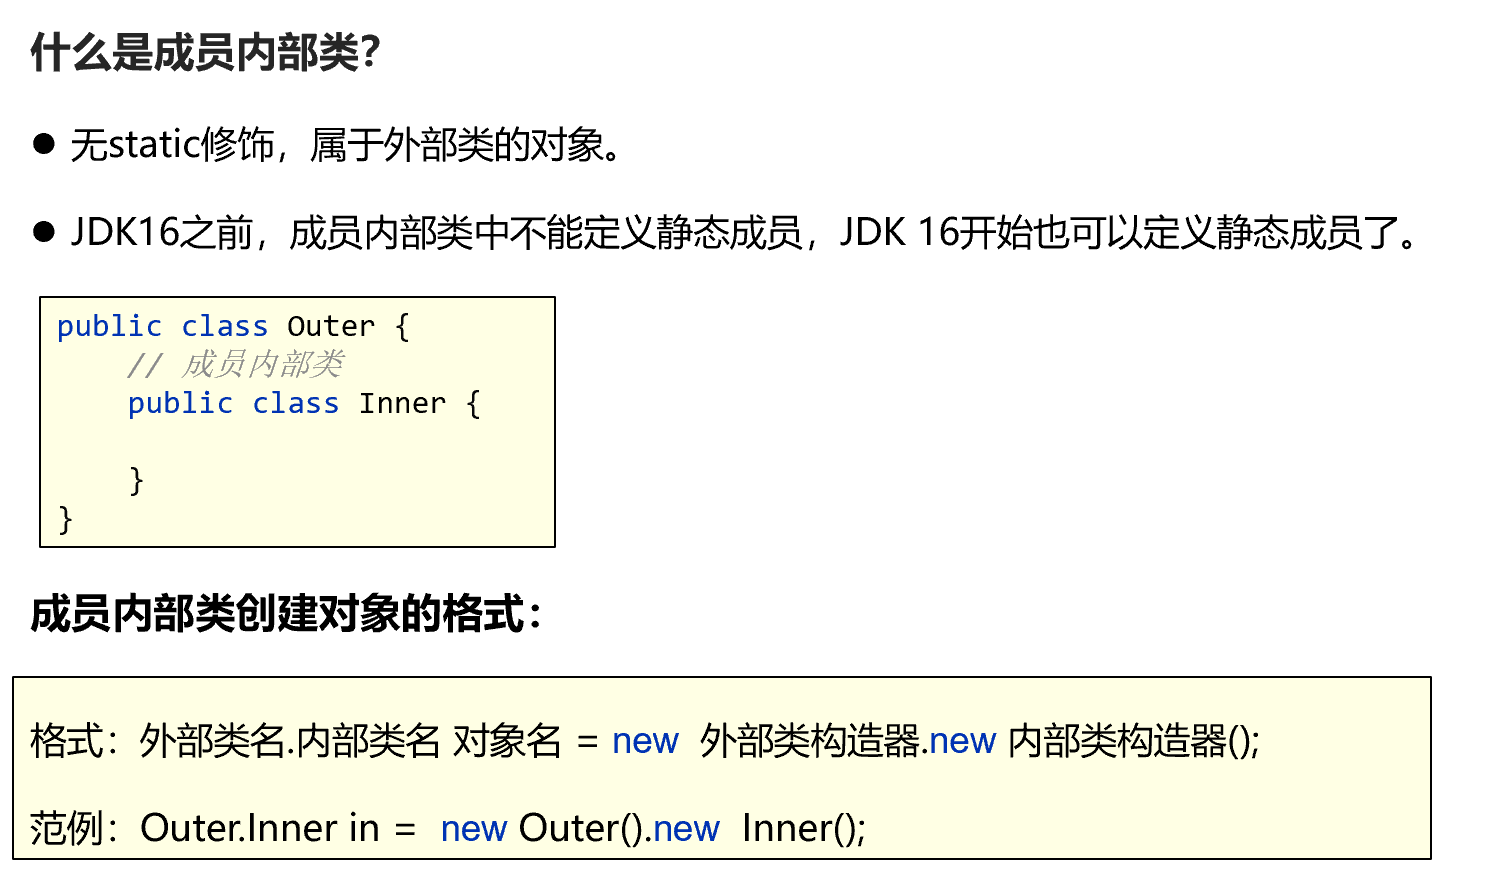 什么是成员内部类？
● 无static修饰，属于外部类的对象。
● JDK16之前，成员内部类中不能定义静态成员，JDK 16开始也可以定义静态成员了。
public class Outer {
    // 成员内部类
    public class Inner {
    }
}
成员内部类创建对象的格式：
格式：外部类名.内部类名 对象名 = new 外部类构造器.new 内部类构造器();
范例：Outer.Inner in = new Outer().new Inner();